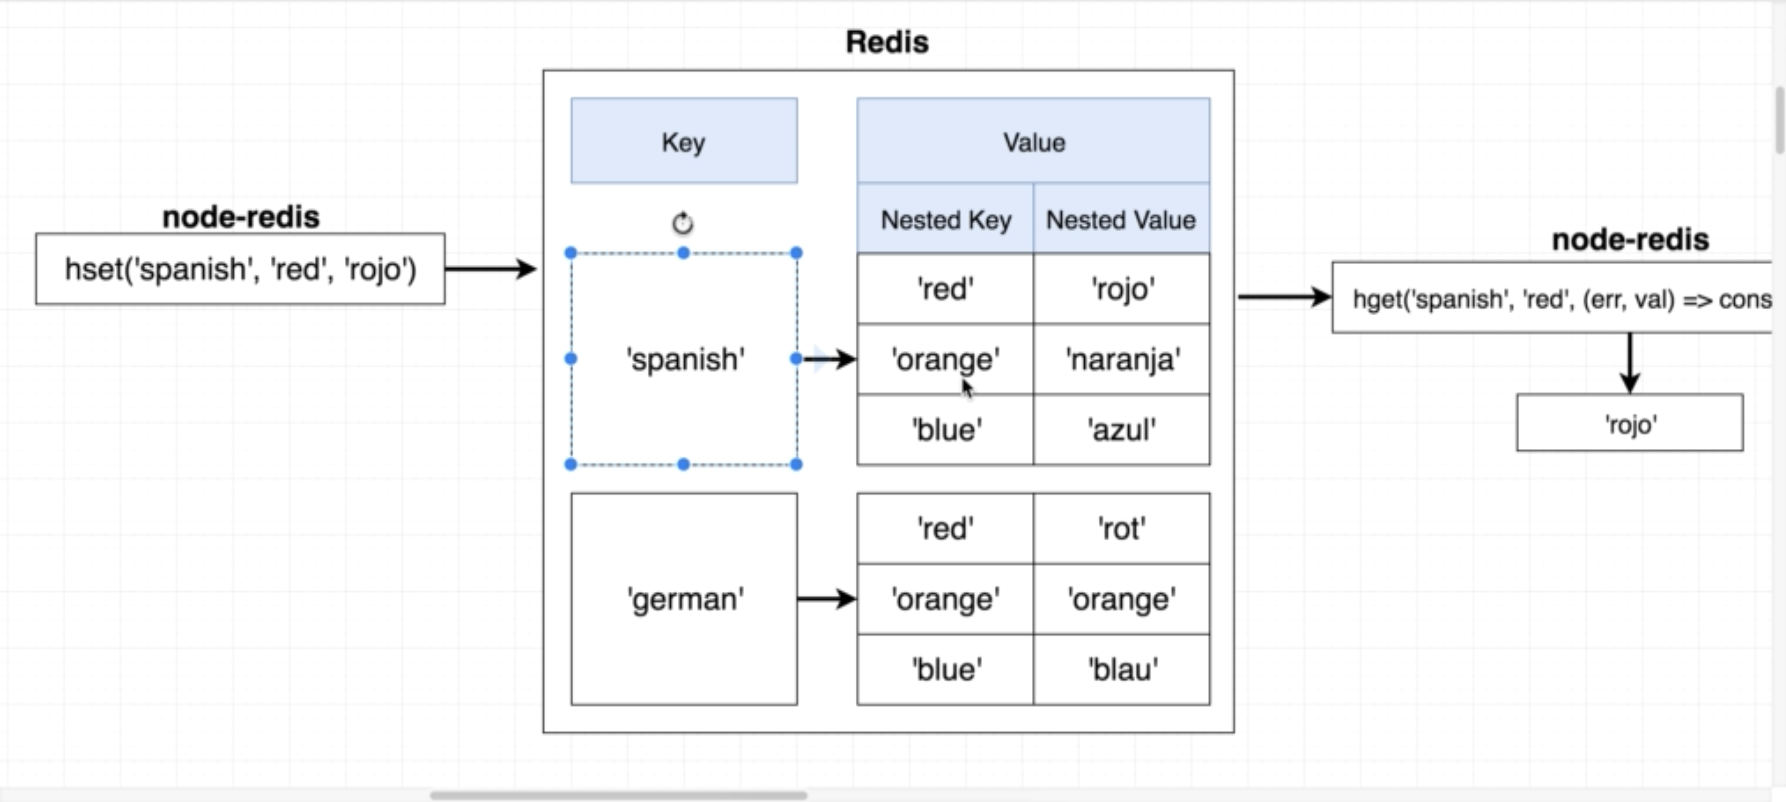 Redis
Key
Value
node-redis
Nested Key
Nested Value
node-redis
hset('spanish', 'red', 'rojo')
'red'
'rojo'
hget('spanish', 'red', (err, val) => cons
'spanish'
'orange'
'naranja'
'blue'
'azul'
'rojo'
'red'
'rot'
'german'
'orange'
'orange'
'blue'
'blau'